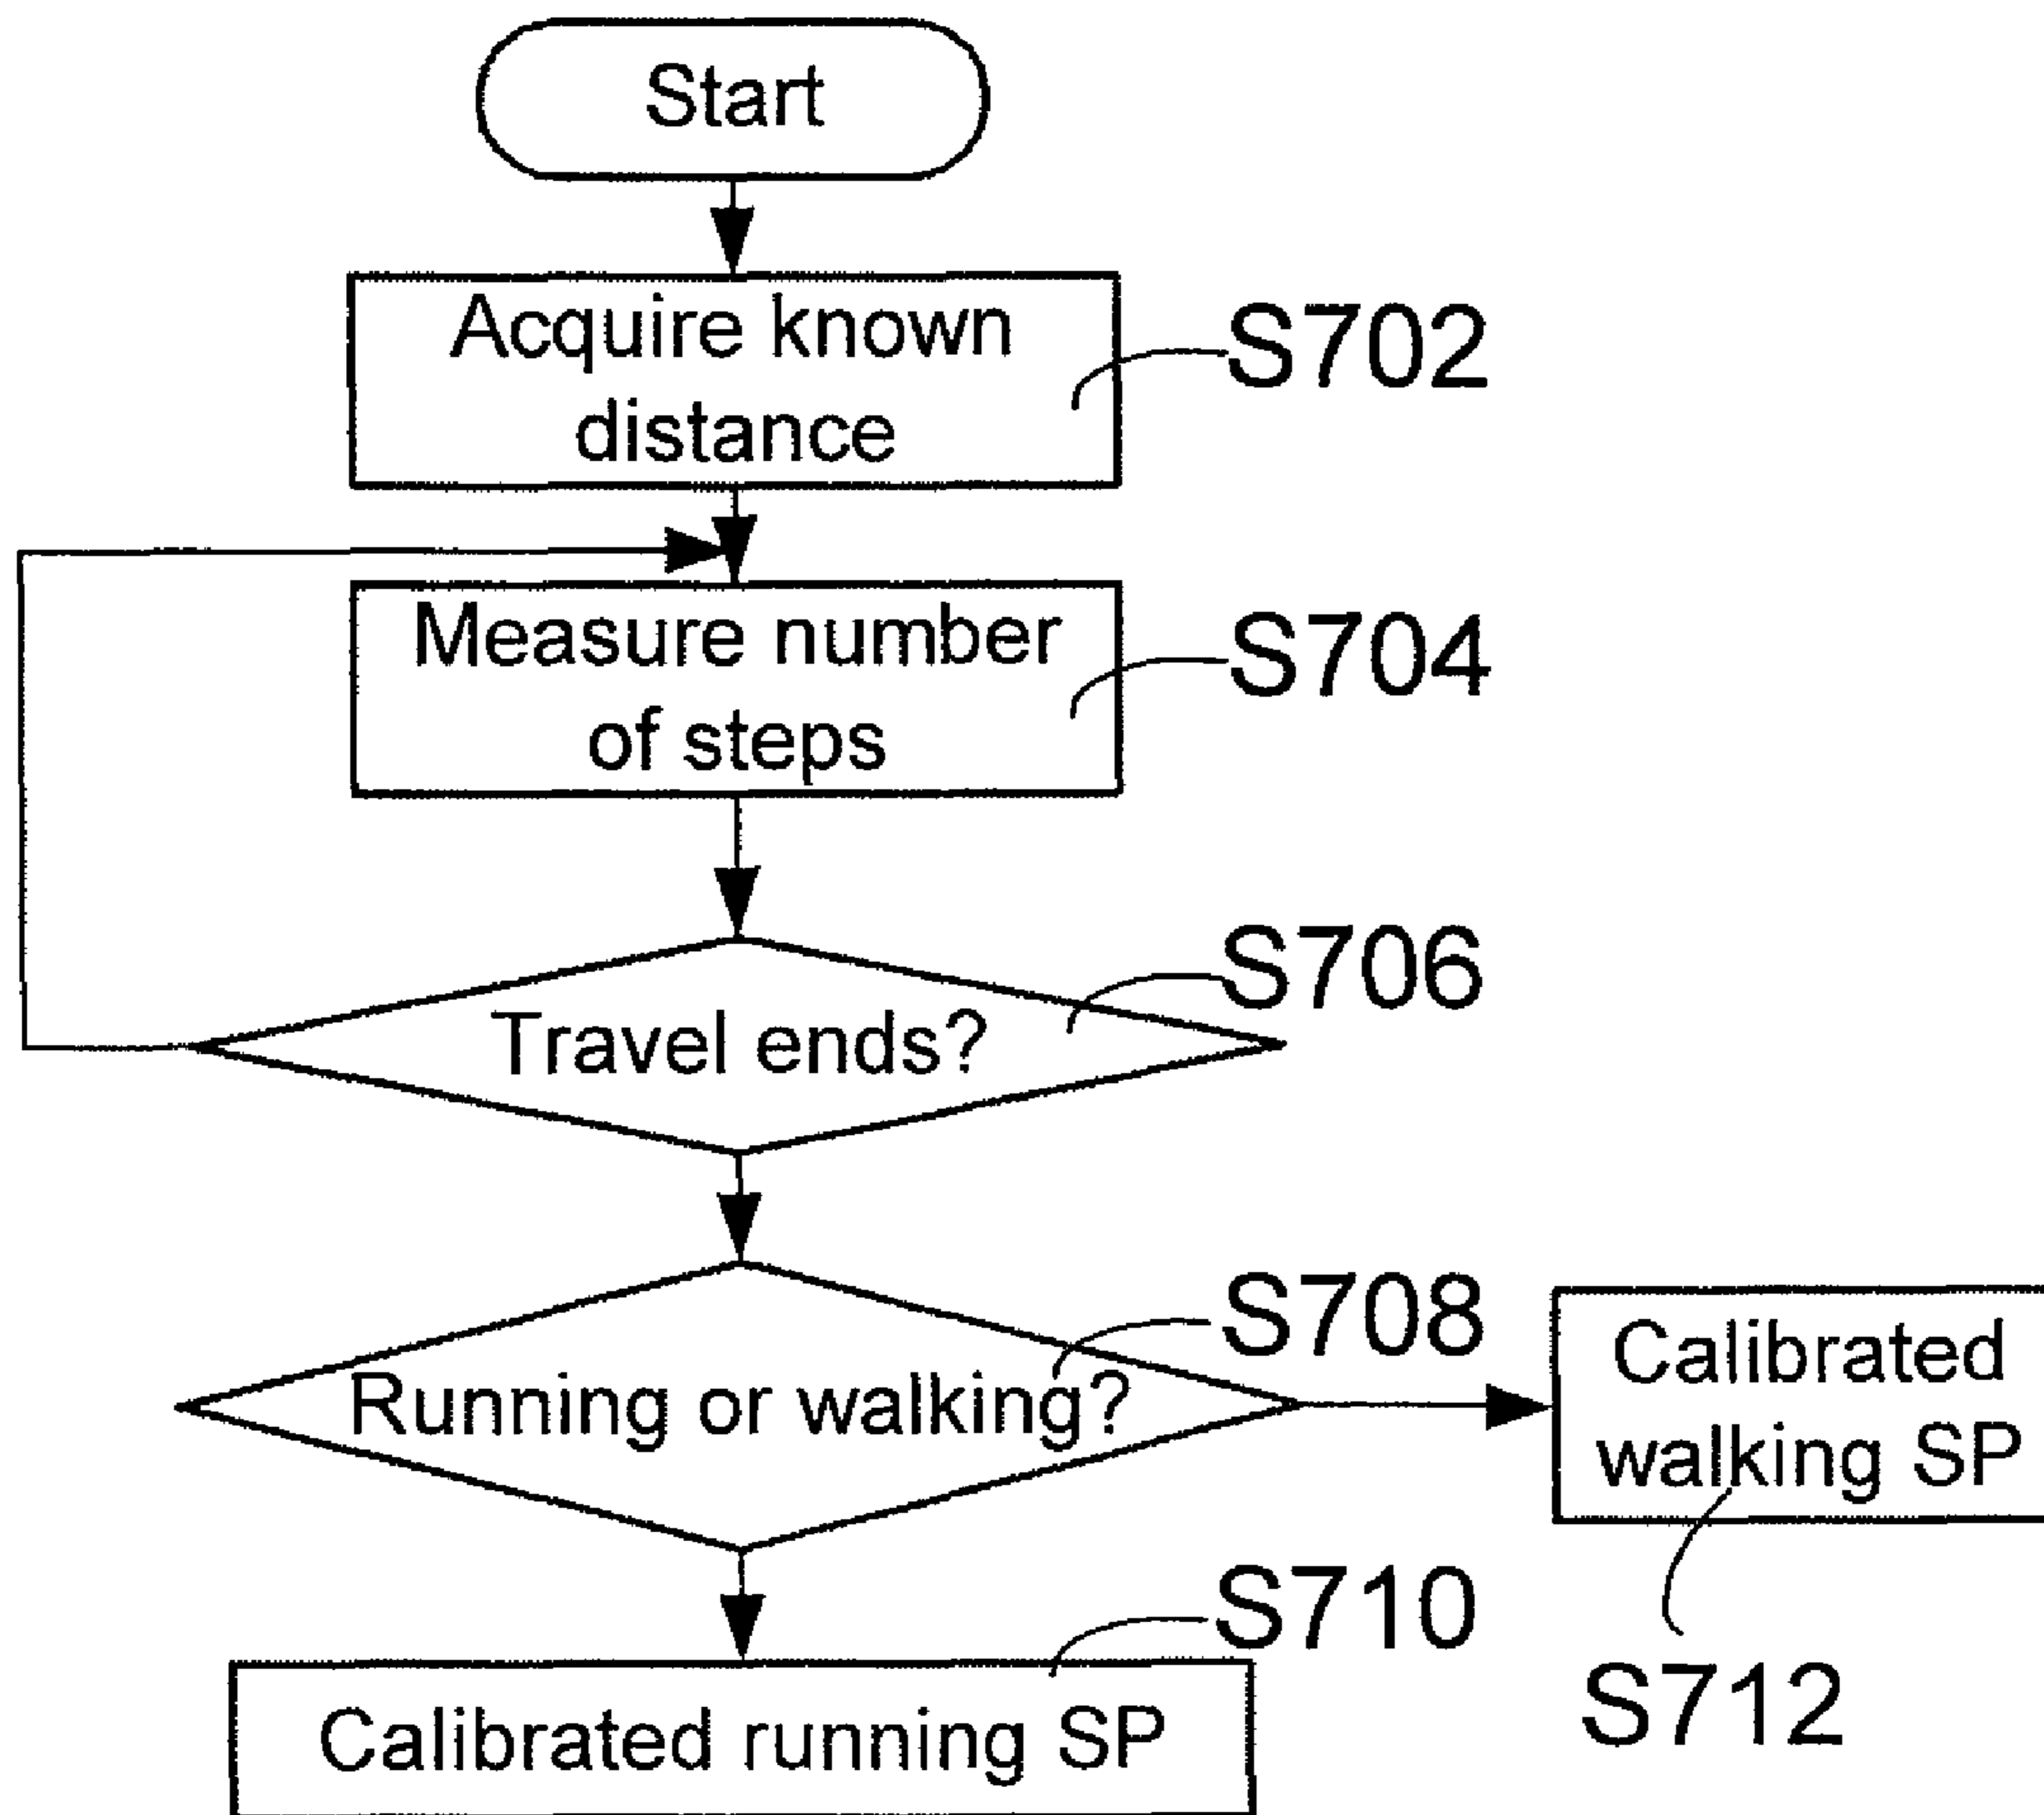 Start
Acquire known
distance
S702
Measure number
of steps
S704
S706
Travel ends?
S708
Running or walking?
Calibrated
walking SP
S710
Calibrated running SP
S712